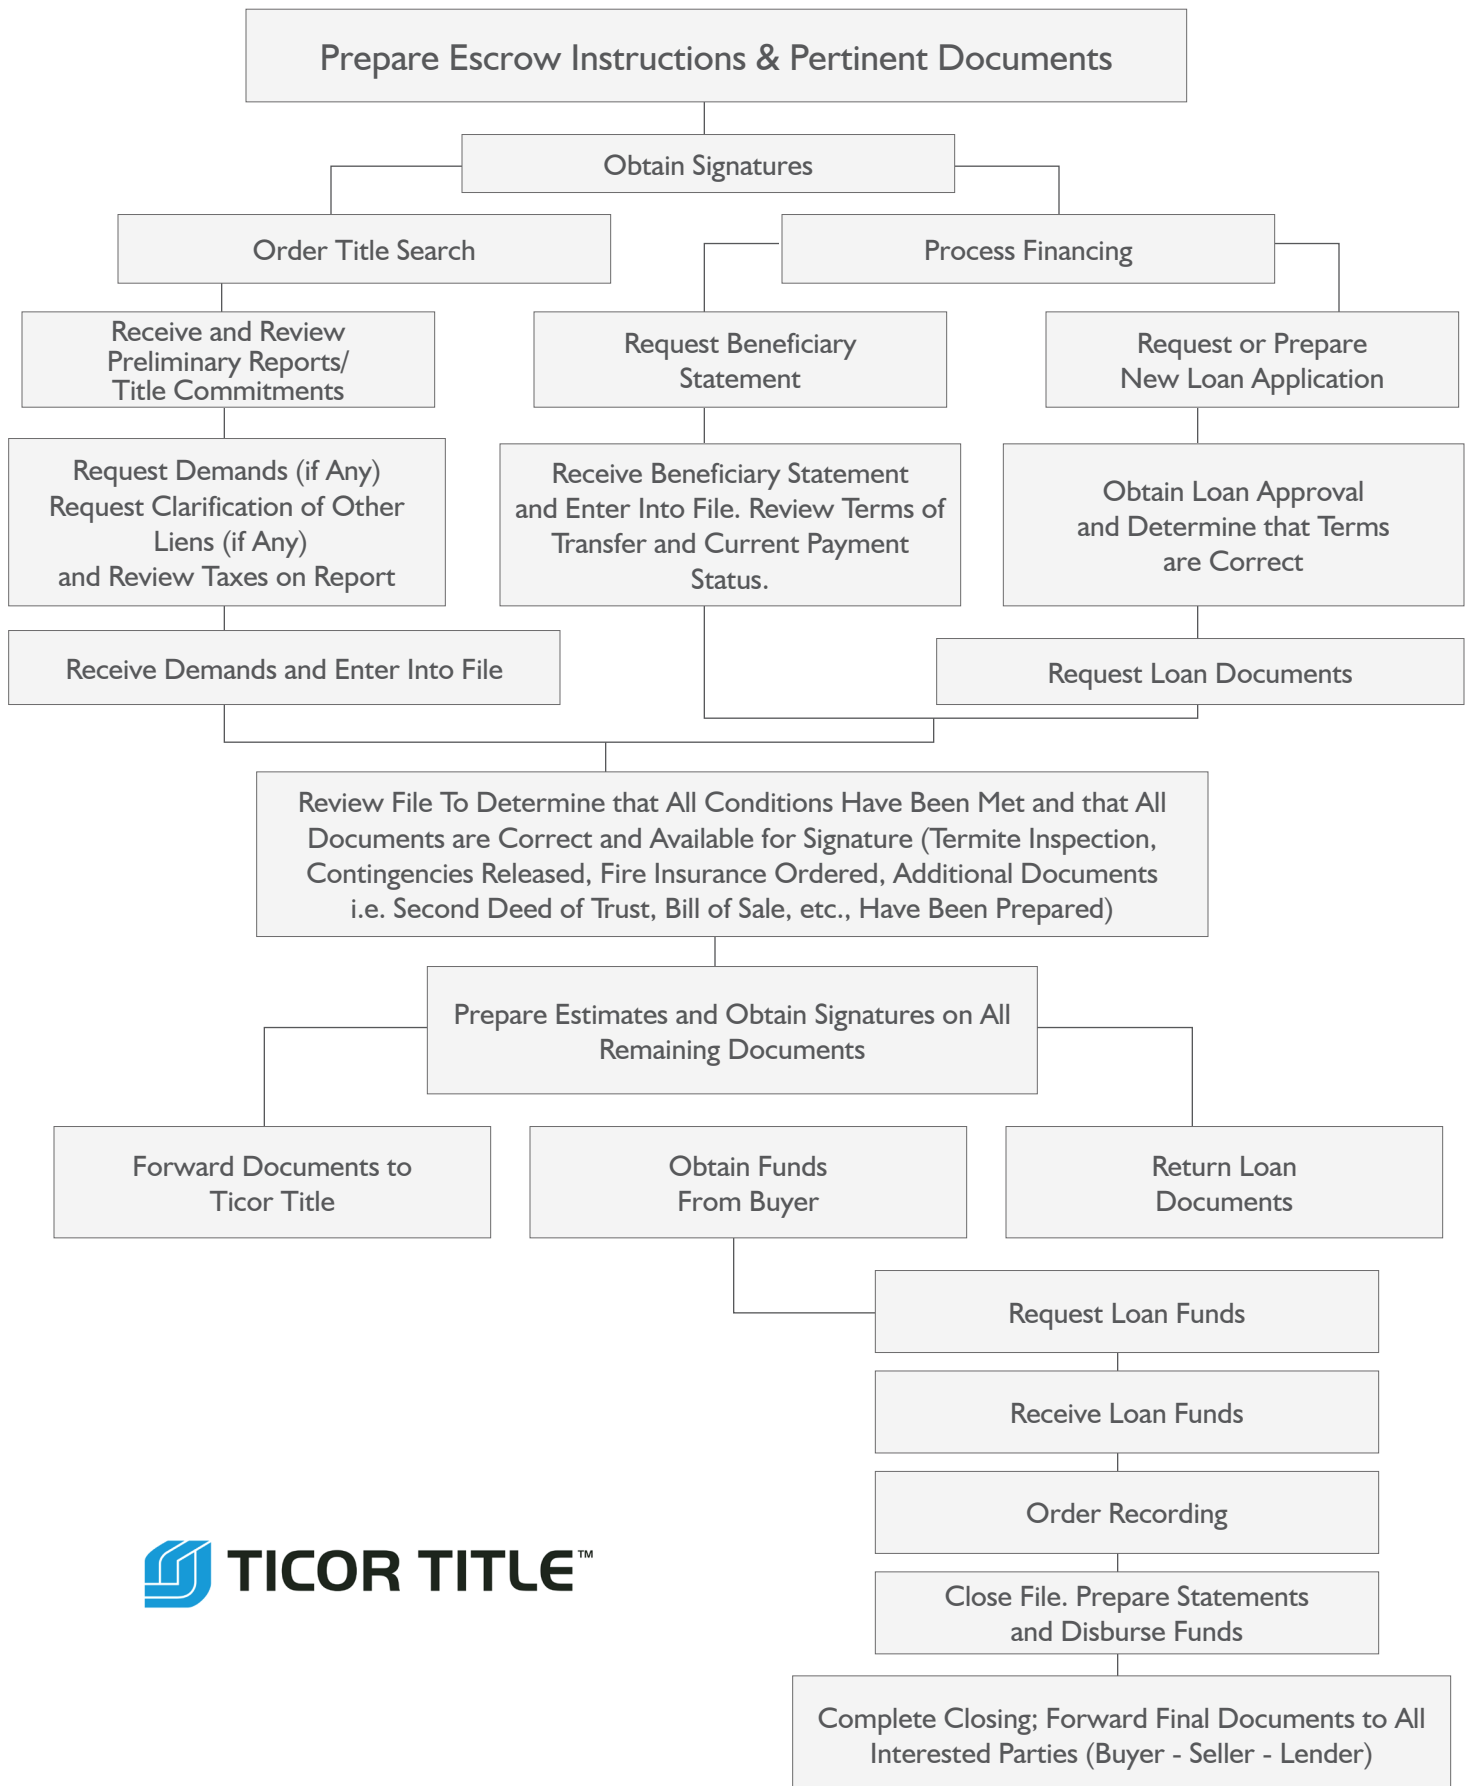 Prepare Escrow Instructions & Pertinent Documents
Obtain Signatures
Order Title Search
Process Financing
Receive and Review
Preliminary Reports/
Title Commitments
Request Beneficiary
Statement
Request or Prepare
New Loan Application
Request Demands (if Any)
Request Clarification of Other
Liens (if Any)
and Review Taxes on Report
Receive Beneficiary Statement
and Enter Into File. Review Terms of
Transfer and Current Payment
Status.
Obtain Loan Approval
and Determine that Terms
are Correct
Receive Demands and Enter Into File
Request Loan Documents
Review File To Determine that All Conditions Have Been Met and that All
Documents are Correct and Available for Signature (Termite Inspection,
Contingencies Released, Fire Insurance Ordered, Additional Documents
i.e. Second Deed of Trust, Bill of Sale, etc., Have Been Prepared)
Prepare Estimates and Obtain Signatures on All
Remaining Documents
Forward Documents to
Ticor Title
Obtain Funds
From Buyer
Return Loan
Documents
Request Loan Funds
Receive Loan Funds
Order Recording
Close File. Prepare Statements
and Disburse Funds
Complete Closing; Forward Final Documents to All
Interested Parties (Buyer - Seller - Lender)
TICOR TITLE™